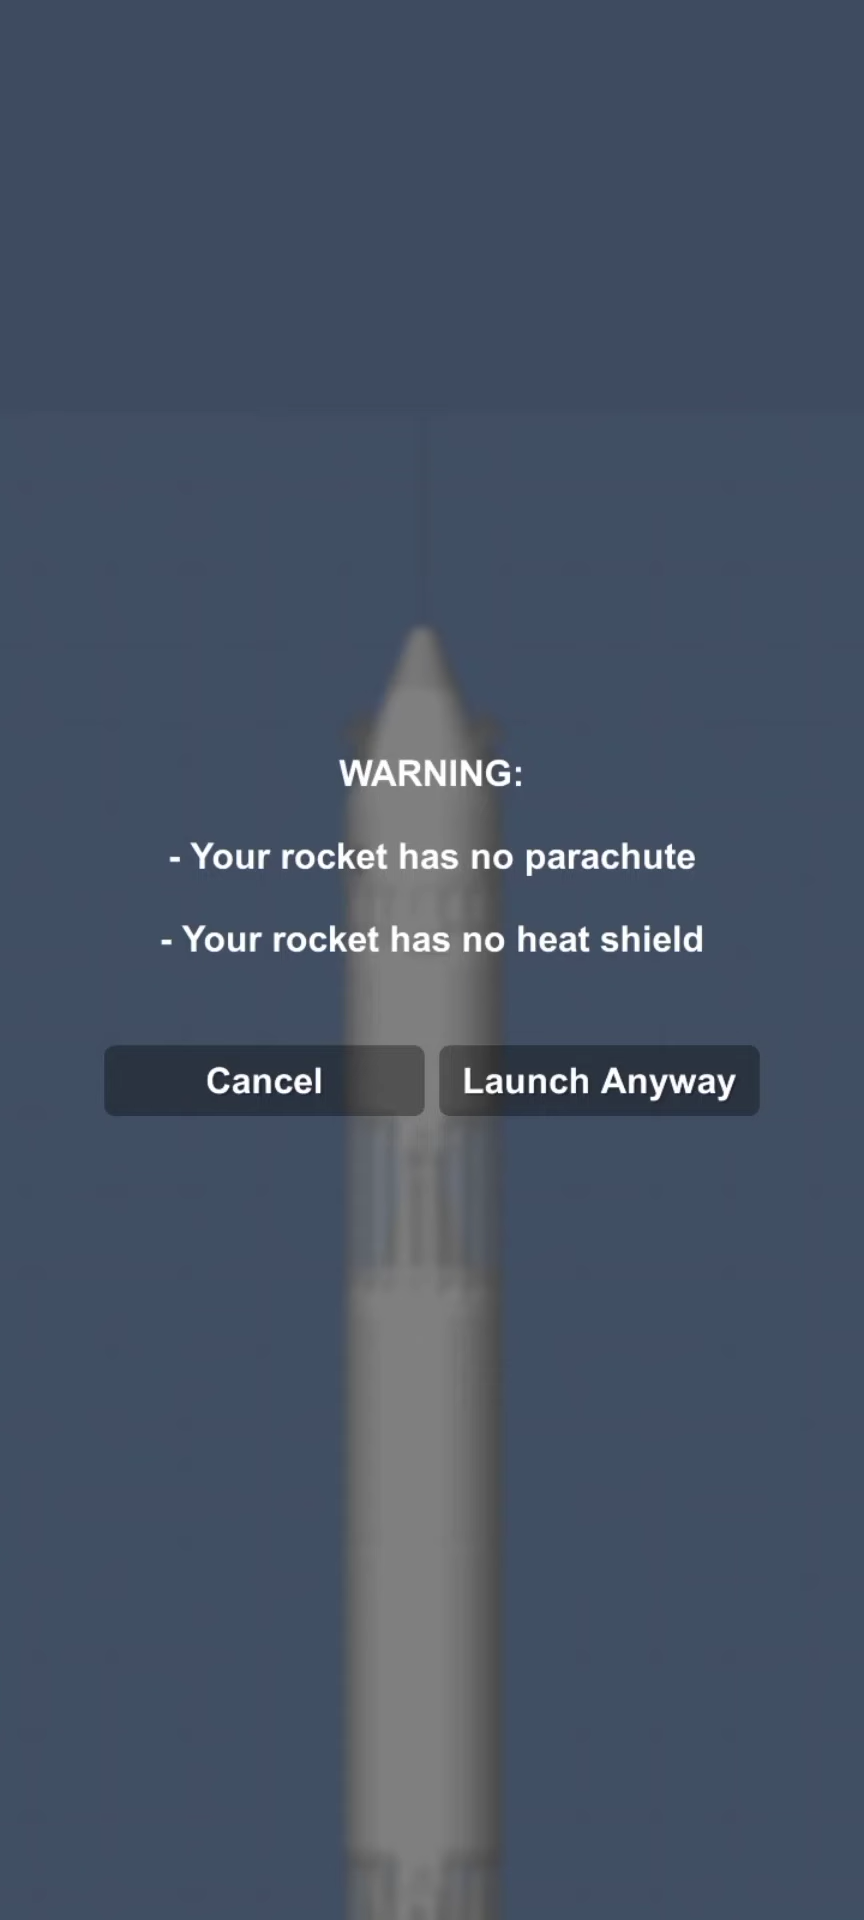 WARNING:
- Your rocket has no parachute
- Your rocket has no heat shield
Cancel
Launch Anyway